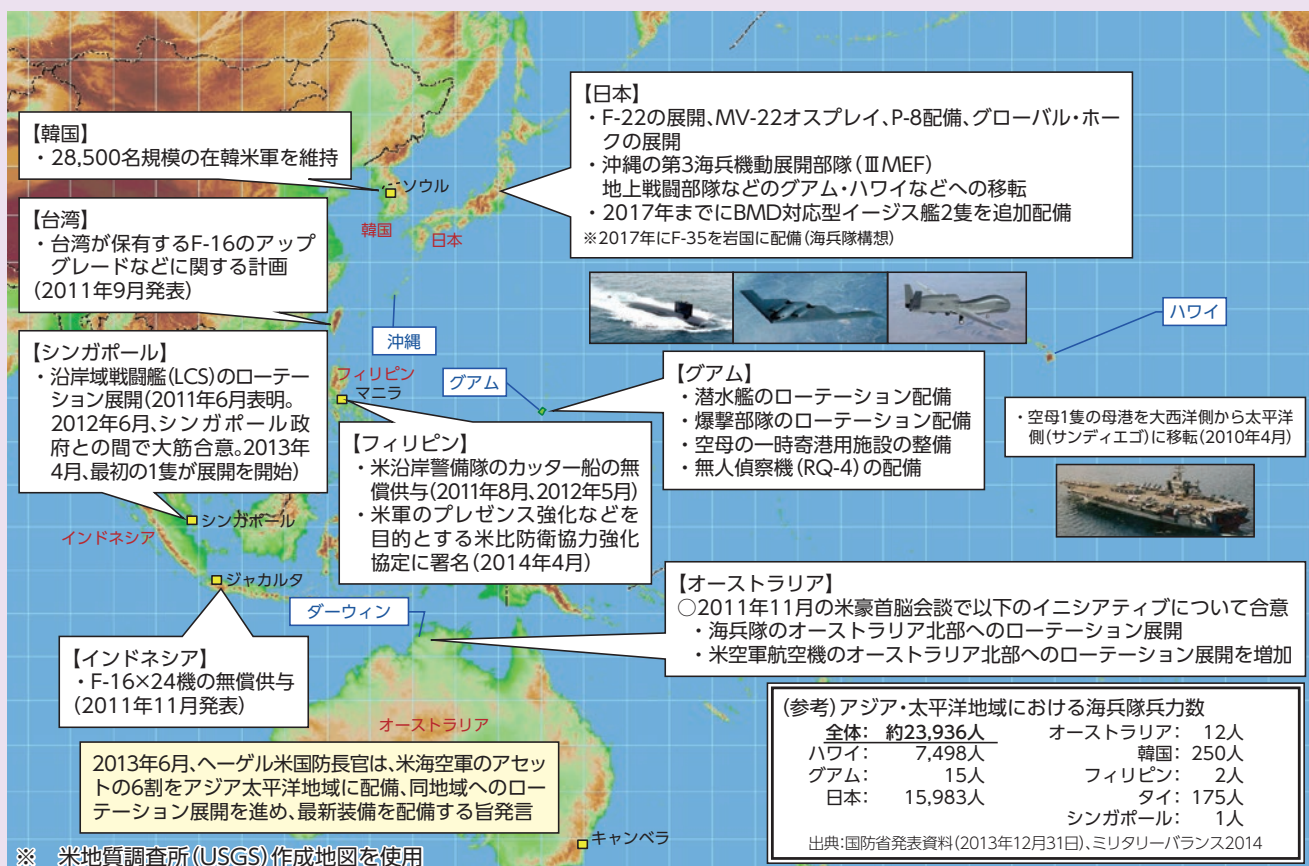 【韓国】
・28,500名規模の在韓米軍を維持
【台湾】
・台湾が保有するF-16のアップ
グレードなどに関する計画
(2011年9月発表)
【シンガポール】
・沿岸域戦闘艦(LCS)のローテー
ション展開(2011年6月表明。
2012年6月、シンガポール政
府との間で大筋合意。2013年
4月、最初の1隻が展開を開始)
【日本】
・F-22の展開、MV-22オスプレイ、P-8配備、グローバル・ホー
クの展開
・沖縄の第3海兵機動展開部隊(ⅢMEF)
地上戦闘部隊などのグアム・ハワイなどへの移転
・2017年までにBMD対応型イージス艦2隻を追加配備
※2017年にF-35を岩国に配備(海兵隊構想)
ソウル
韓国
日本
沖縄
ハワイ
フィリピン
マニラ
グアム
【グアム】
・潜水艦のローテーション配備
・爆撃部隊のローテーション配備
・空母の一時寄港用施設の整備
・無人偵察機(RQ-4)の配備
・空母1隻の母港を大西洋側から太平洋
側(サンディエゴ)に移転(2010年4月)
【フィリピン】
・米沿岸警備隊のカッター船の無
償供与(2011年8月、2012年5月)
・米軍のプレゼンス強化などを
目的とする米比防衛協力強化
協定に署名(2014年4月)
シンガポール
インドネシア
ジャカルタ
ダーウィン
【インドネシア】
・F-16×24機の無償供与
(2011年11月発表)
【オーストラリア】
○2011年11月の米豪首脳会談で以下のイニシアティブについて合意
・海兵隊のオーストラリア北部へのローテーション展開
・米空軍航空機のオーストラリア北部へのローテーション展開を増加
オーストラリア
キャンベラ
2013年6月、ヘーゲル米国防長官は、米海空軍のアセッ
トの6割をアジア太平洋地域に配備、同地域へのロー
テーション展開を進め、最新装備を配備する旨発言
(参考)アジア・太平洋地域における海兵隊兵力数
全体: 約23,936人 オーストラリア: 12人
ハワイ: 7,498人 韓国: 250人
グアム: 15人 フィリピン: 2人
日本: 15,983人 タイ: 175人
シンガポール: 1人
出典:国防省発表資料(2013年12月31日)、ミリタリーバランス2014
※ 米地質調査所(USGS)作成地図を使用